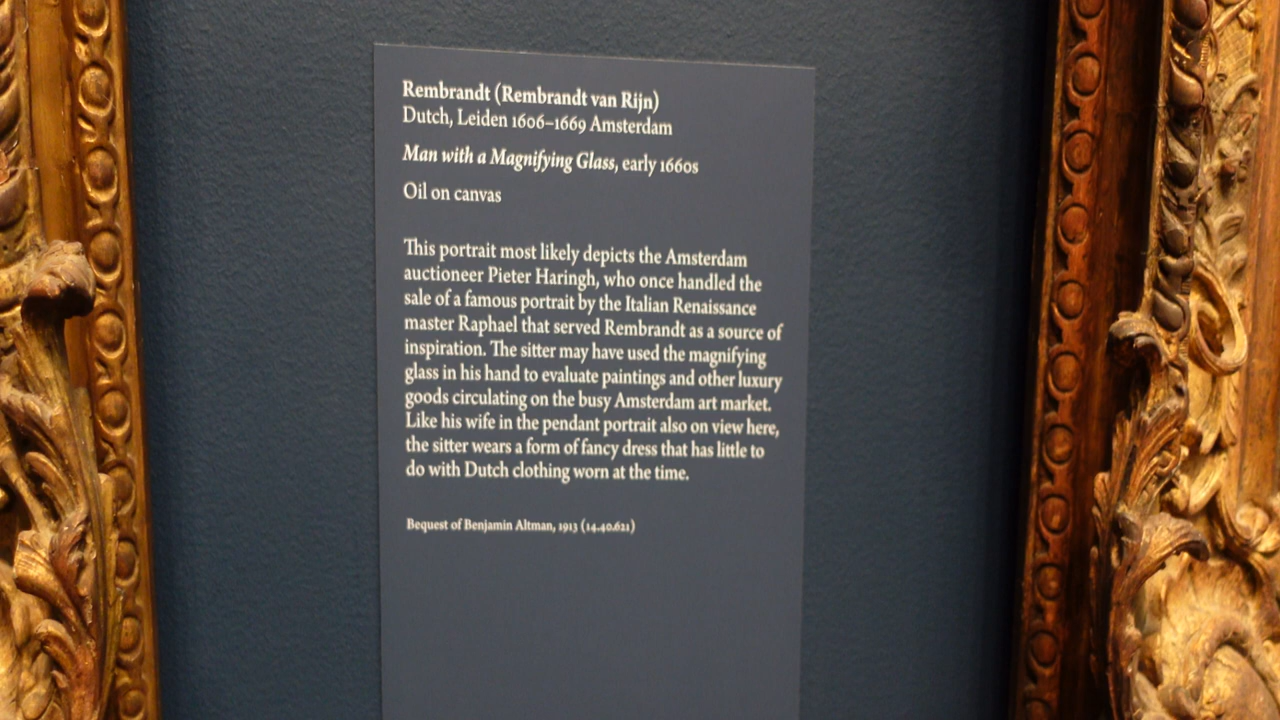 Rembrandt (Rembrandt van Rijn)
Dutch, Leiden 1606–1669 Amsterdam
Man with a Magnifying Glass, early 1660s
Oil on canvas
This portrait most likely depicts the Amsterdam
auctioneer Pieter Haringh, who once handled the
sale of a famous portrait by the Italian Renaissance
master Raphael that served Rembrandt as a source of
inspiration. The sitter may have used the magnifying
glass in his hand to evaluate paintings and other luxury
goods circulating on the busy Amsterdam art market.
Like his wife in the pendant portrait also on view here,
the sitter wears a form of fancy dress that has little to
do with Dutch clothing worn at the time.
Bequest of Benjamin Altman, 1913 (14.40.621)